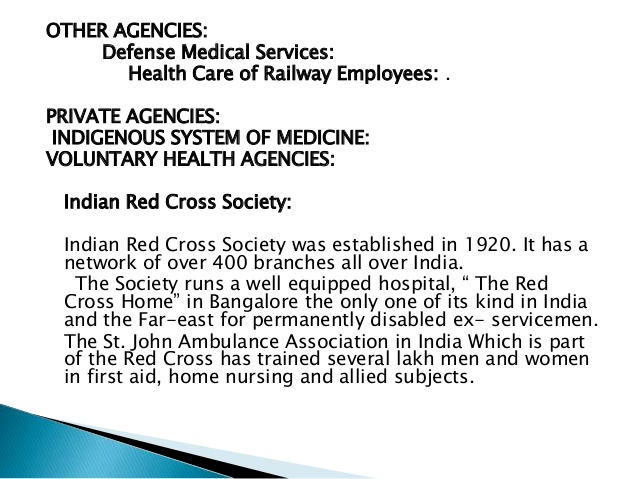 OTHER AGENCIES:
Defense Medical Services:
Health Care of Railway Employees: .
PRIVATE AGENCIES:
INDIGENOUS SYSTEM OF MEDICINE:
VOLUNTARY HEALTH AGENCIES:
Indian Red Cross Society:
Indian Red Cross Society was established in 1920. It has a
network of over 400 branches all over India.
The Society runs a well equipped hospital, “ The Red
Cross Home” in Bangalore the only one of its kind in India
and the Far-east for permanently disabled ex- servicemen.
The St. John Ambulance Association in India Which is part
of the Red Cross has trained several lakh men and women
in first aid, home nursing and allied subjects.